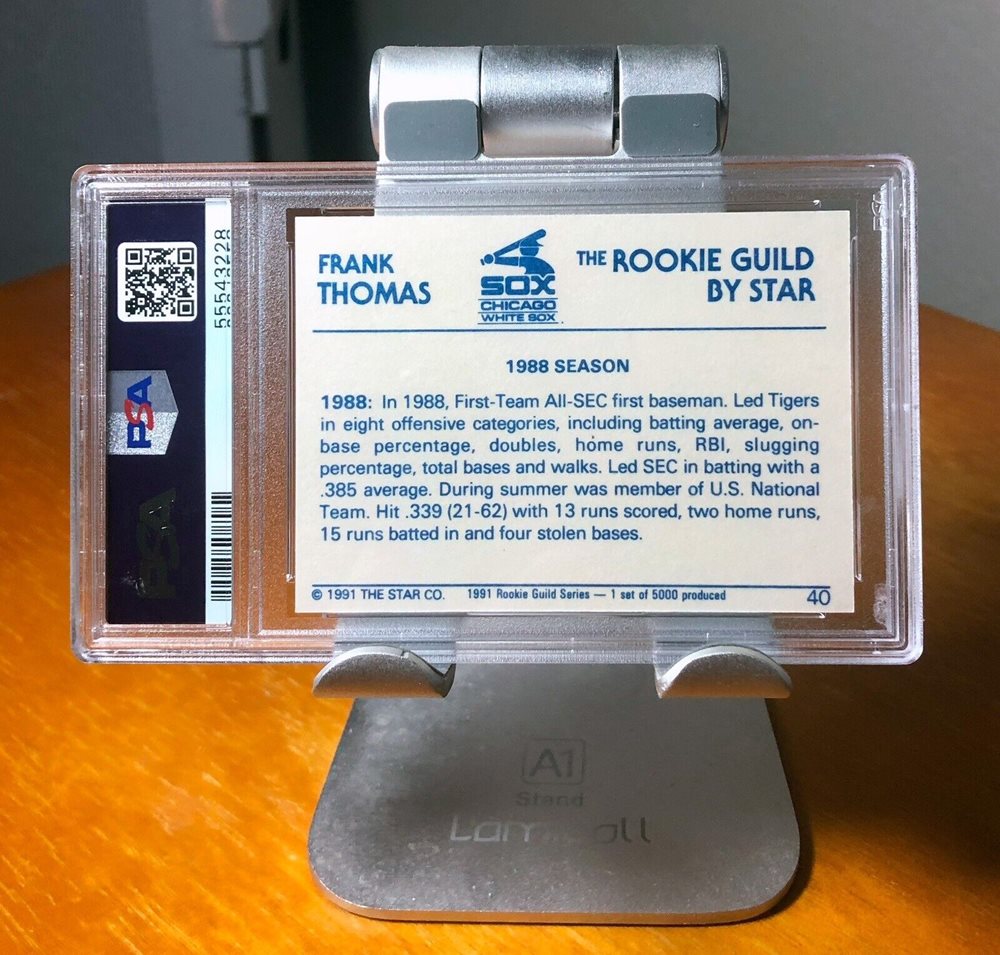 FRANK
THOMAS
SOX
CHICAGO
WHITE SOX
THE ROOKIE GUILD
BY STAR
1988 SEASON
1988: In 1988, First-Team All-SEC first baseman. Led Tigers
in eight offensive categories, including batting average, on-
base percentage, doubles, home runs, RBI, slugging
percentage, total bases and walks. Led SEC in batting with a
.385 average. During summer was member of U.S. National
Team. Hit .339 (21-62) with 13 runs scored, two home runs,
15 runs batted in and four stolen bases.
© 1991 THE STAR CO. 1991 Rookie Guild Series — 1 set of 5000 produced 40
55543228
PSA
PSA
A1
Stand